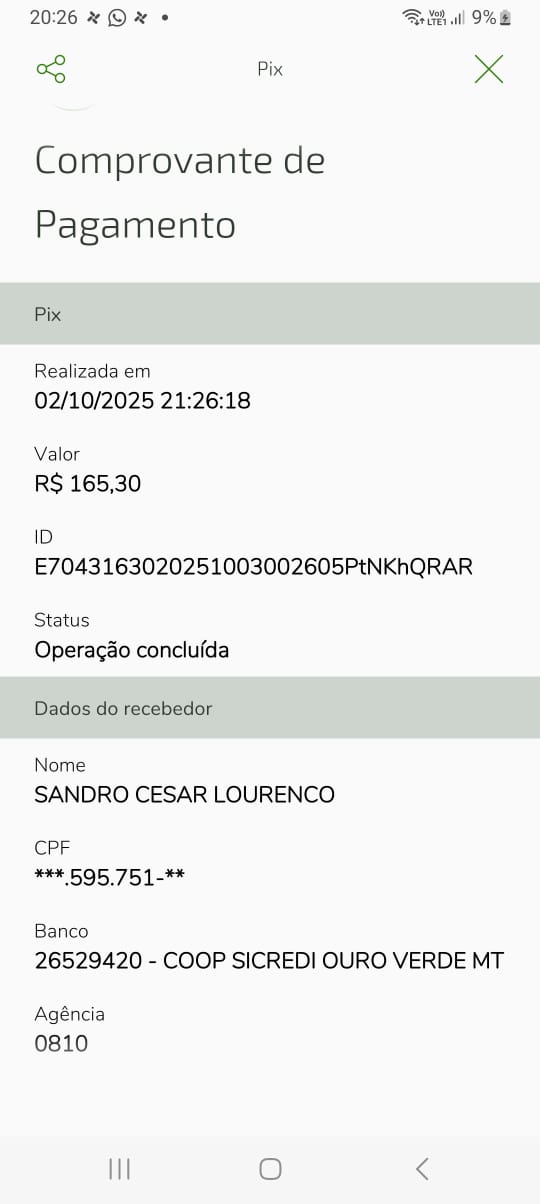 20:26
Vo))
LTE1
9%
Pix
Comprovante de
Pagamento
Pix
Realizada em
02/10/2025 21:26:18
Valor
R$ 165,30
ID
E7043163020251003002605PtNKhQRAR
Status
Operação concluída
Dados do recebedor
Nome
SANDRO CESAR LOURENCO
CPF
***.595.751-**
Banco
26529420 - COOP SICREDI OURO VERDE MT
Agência
0810